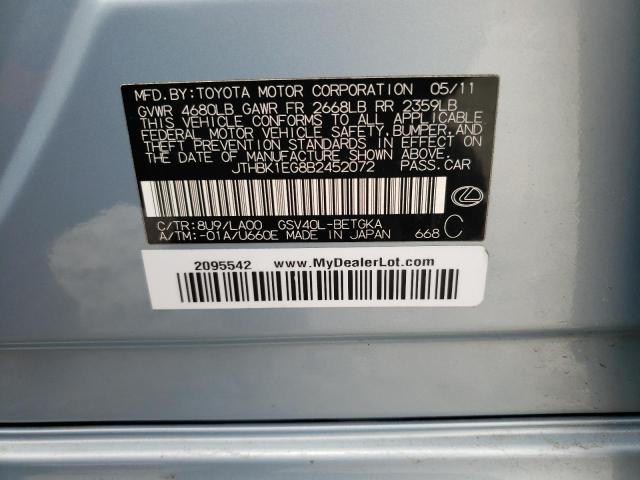 MFD. BY: TOYOTA MOTOR CORPORATION 05/11
GVWR 4680LB GAWR FR 2668LB RR 2359LB
THIS VEHICLE CONFORMS TO ALL APPLICABLE
FEDERAL MOTOR VEHICLE SAFETY, BUMPER, AND
THEFT PREVENTION STANDARDS IN EFFECT ON
THE DATE OF MANUFACTURE SHOWN ABOVE.
JTHBK1EG8B2452072 PASS. CAR
C/TR: 8U9/LA00 GSV40L-BETGKA
A/TM: -01A/U660E MADE IN JAPAN 668 C
2095542 www.MyDealerLot.com